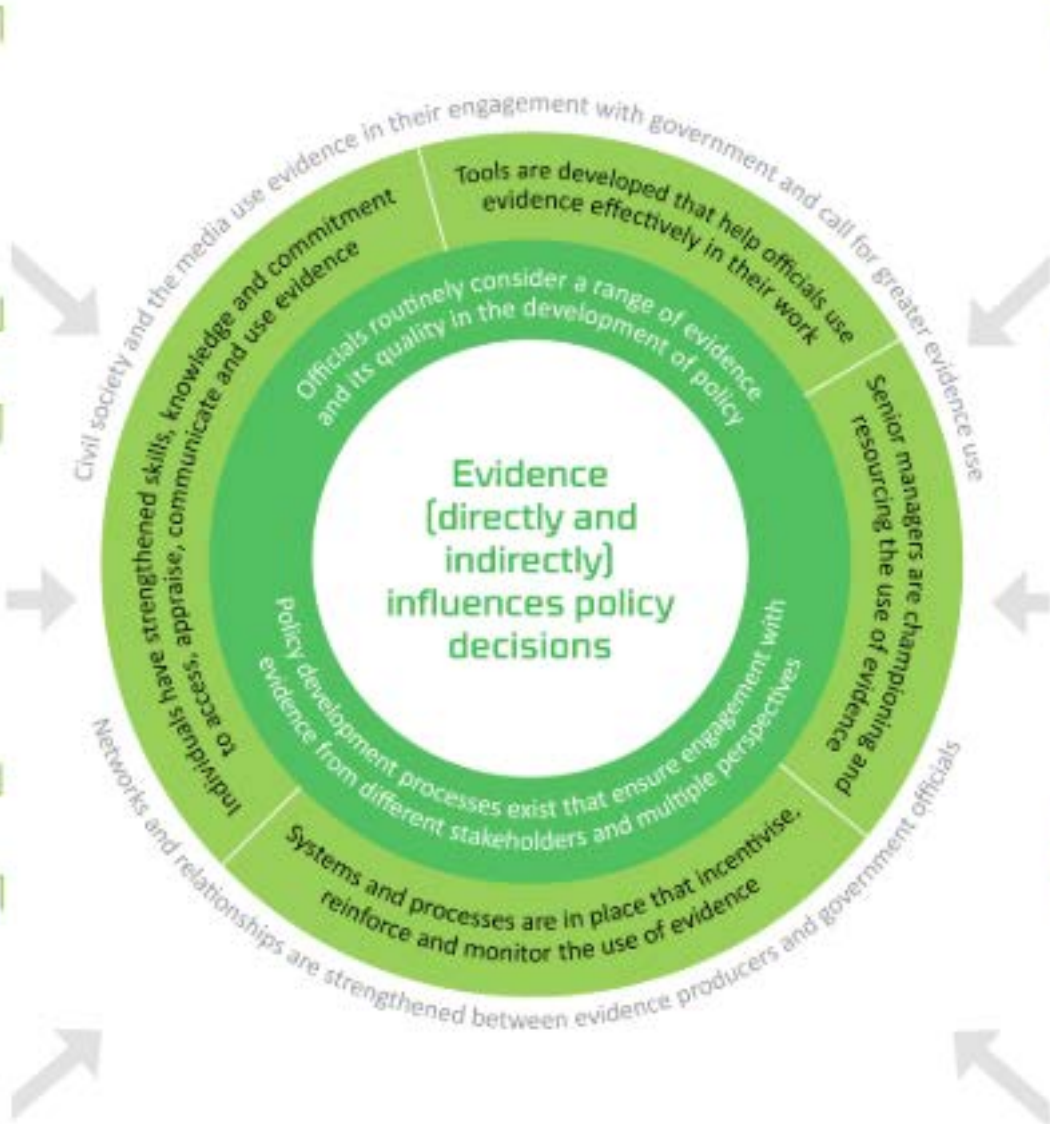 Civil society and the media use evidence in their engagement with government and call for greater evidence use
Tools are developed that help officials use
evidence effectively in their work
Individuals have strengthened skills, knowledge and commitment
to access, appraise, communicate and use evidence
Senior managers are championing and
resourcing the use of evidence
Officials routinely consider a range of evidence
and its quality in the development of policy
Evidence
(directly and
indirectly)
influences policy
decisions
Policy development processes exist that ensure engagement with
evidence from different stakeholders and multiple perspectives
Systems and processes are in place that incentivise,
reinforce and monitor the use of evidence
Networks and relationships are strengthened between evidence producers and government officials